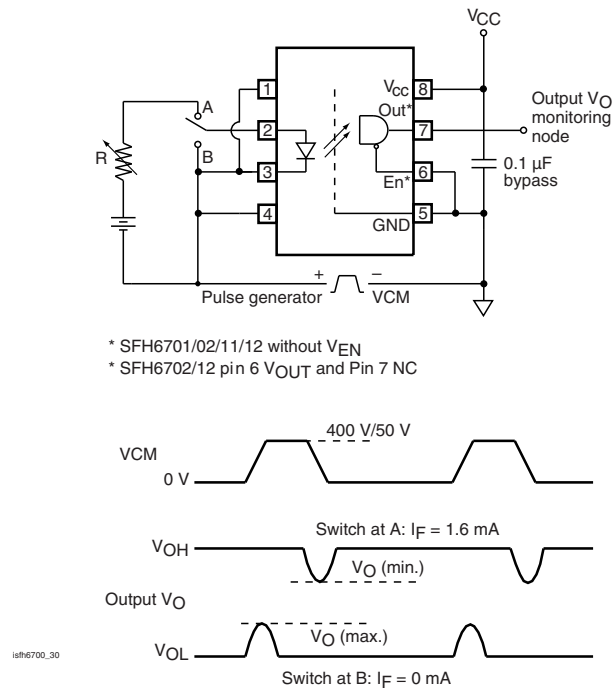 VCC
1
VCC
8
Out*
Output VO
monitoring
node
A
2
7
R
B
3
6
En*
0.1 µF
bypass
4
5
GND
+
–
Pulse generator
VCM
* SFH6701/02/11/12 without VEN
* SFH6702/12 pin 6 VOUT and Pin 7 NC
400 V/50 V
VCM
0 V
Switch at A: IF = 1.6 mA
VOH
VO (min.)
Output VO
VO (max.)
VOL
isfh6700_30
Switch at B: IF = 0 mA